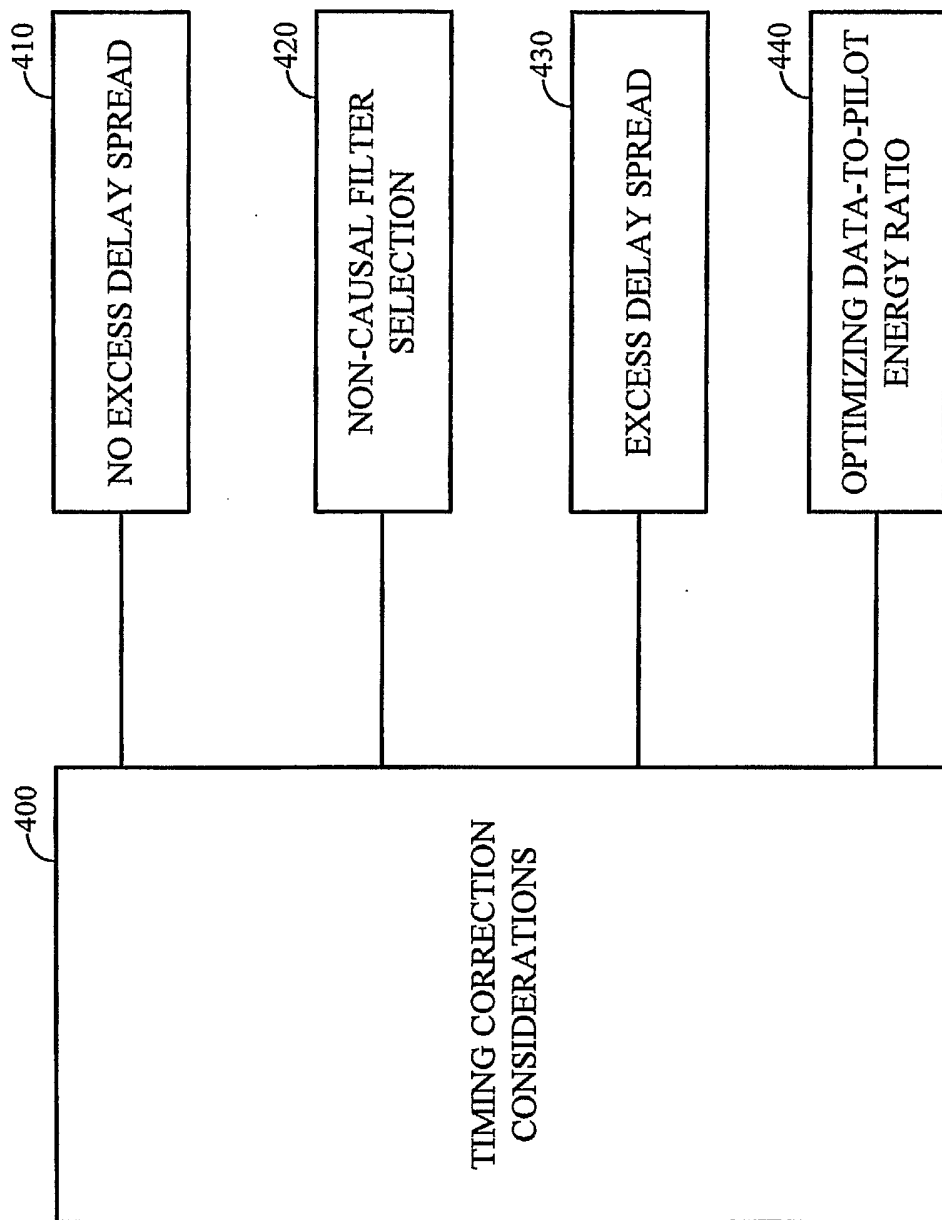 400
TIMING CORRECTION
CONSIDERATIONS
410
NO EXCESS DELAY SPREAD
420
NON-CAUSAL FILTER
SELECTION
430
EXCESS DELAY SPREAD
440
OPTIMIZING DATA-TO-PILOT
ENERGY RATIO